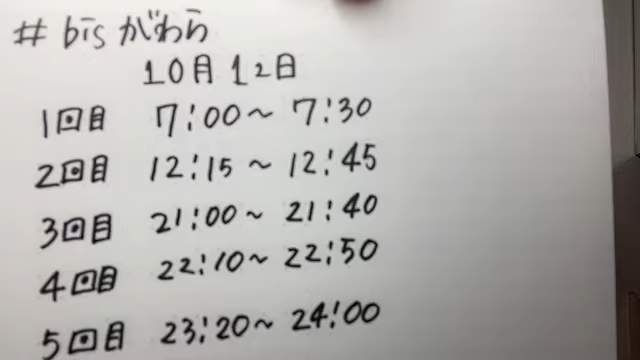 # bisがわら
10月12日
1回目 7:00~ 7:30
2回目 12:15 ~ 12:45
3回目 21:00~ 21:40
4回目 22:10~ 22:50
5回目 23:20~ 24:00